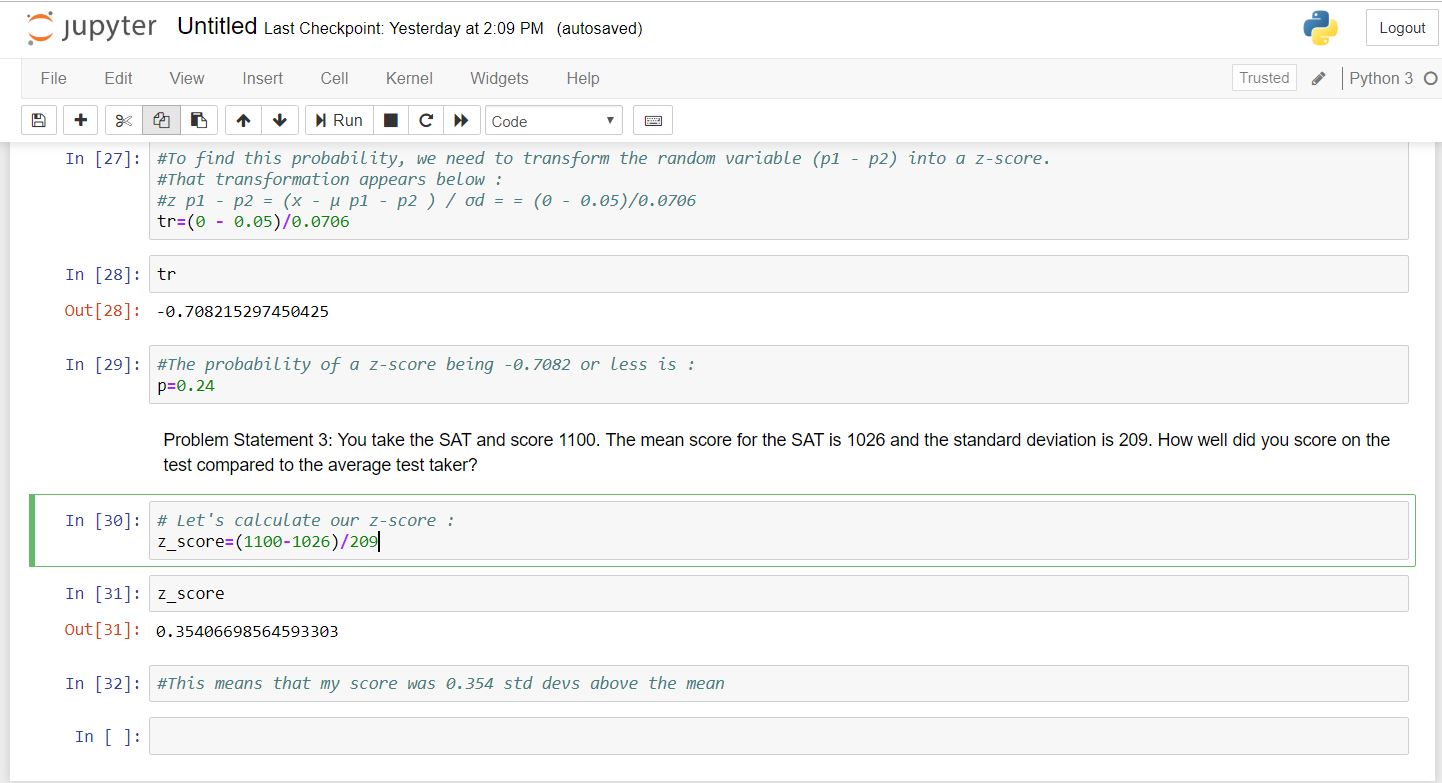 jupyter Untitled Last Checkpoint: Yesterday at 2:09 PM (autosaved)
Logout
File Edit View Insert Cell Kernel Widgets Help
Trusted Python 3
Run Code
In [27]: #To find this probability, we need to transform the random variable (p1 - p2) into a z-score.
#That transformation appears below :
#z p1 - p2 = (x - μ p1 - p2 ) / σd = = (0 - 0.05)/0.0706
tr=(0 - 0.05)/0.0706
In [28]: tr
Out[28]: -0.708215297450425
In [29]: #The probability of a z-score being -0.7082 or less is :
p=0.24
Problem Statement 3: You take the SAT and score 1100. The mean score for the SAT is 1026 and the standard deviation is 209. How well did you score on the
test compared to the average test taker?
In [30]: # Let's calculate our z-score :
z_score=(1100-1026)/209
In [31]: z_score
Out[31]: 0.35406698564593303
In [32]: #This means that my score was 0.354 std devs above the mean
In [ ]: